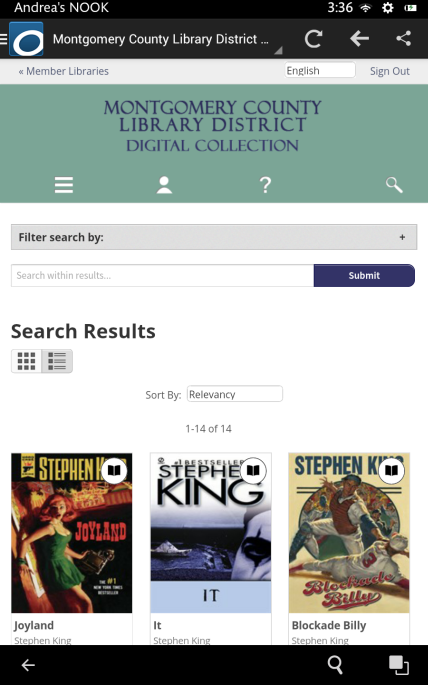 Andrea's NOOK
3:36
Montgomery County Library District ...
« Member Libraries
English
Sign Out
MONTGOMERY COUNTY
LIBRARY DISTRICT
DIGITAL COLLECTION
?
Filter search by:
+
Search within results...
Submit
Search Results
Sort By:
Relevancy
1-14 of 14
STEPHEN
JOYLAND
THE #1
NEW YORK TIMES
BESTSELLER
#1 BESTSELLER
STEPHEN
KING
IT
STEPHEN KING
Blockade
Billy
Joyland
Stephen King
It
Stephen King
Blockade Billy
Stephen King